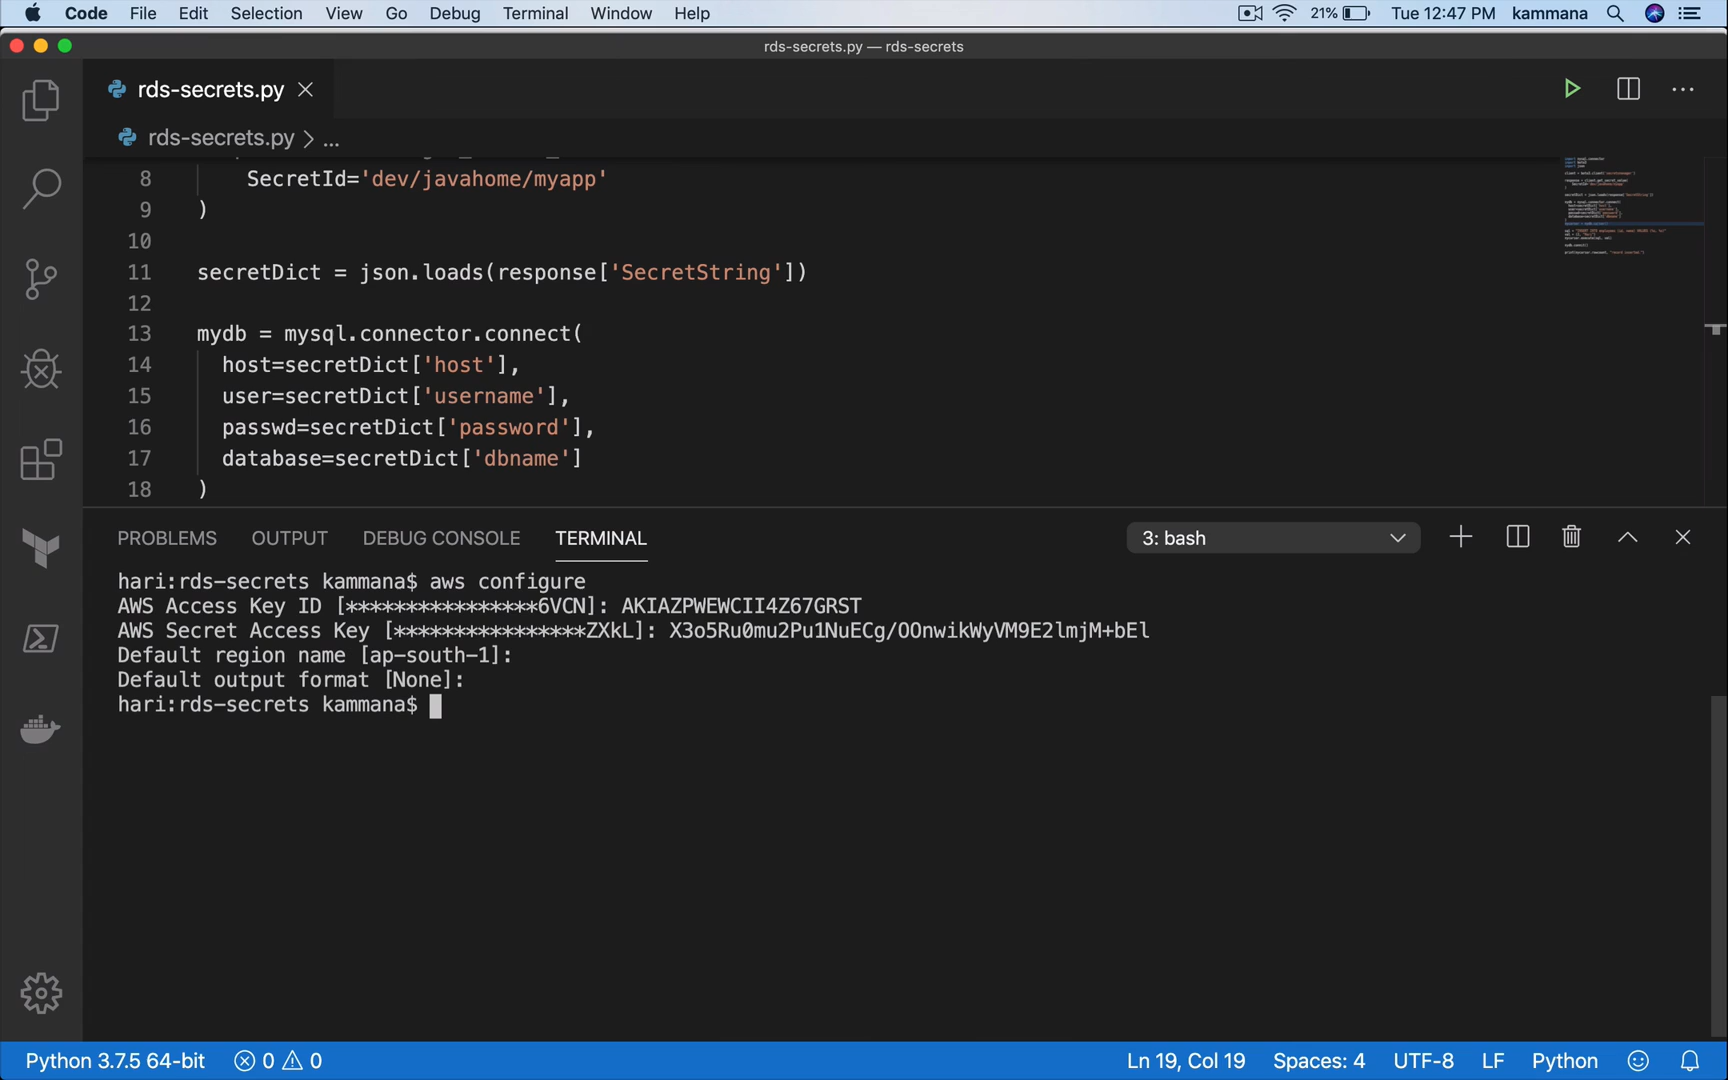 Code File Edit Selection View Go Debug Terminal Window Help 21% Tue 12:47 PM kammana
rds-secrets.py — rds-secrets
rds-secrets.py
rds-secrets.py > ...
8 SecretId='dev/javahome/myapp'
9 )
10
11 secretDict = json.loads(response['SecretString'])
12
13 mydb = mysql.connector.connect(
14 host=secretDict['host'],
15 user=secretDict['username'],
16 passwd=secretDict['password'],
17 database=secretDict['dbname']
18 )
PROBLEMS OUTPUT DEBUG CONSOLE TERMINAL 3: bash
hari:rds-secrets kammana$ aws configure
AWS Access Key ID [****************6VCN]: AKIAZPWEWCII4Z67GRST
AWS Secret Access Key [****************ZXkL]: 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
Default region name [ap-south-1]:
Default output format [None]:
hari:rds-secrets kammana$
Python 3.7.5 64-bit 0 0 Ln 19, Col 19 Spaces: 4 UTF-8 LF Python